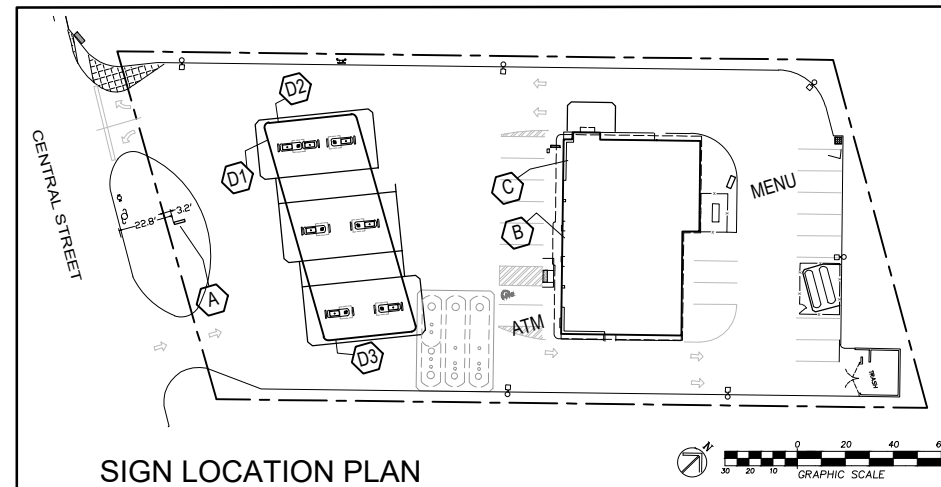 D2
D1
CENTRAL STREET
22.8'
3.2'
A
C
B
MENU
ATM
D3
TRASH
SIGN LOCATION PLAN
N
0 20 40
30 20 10
GRAPHIC SCALE